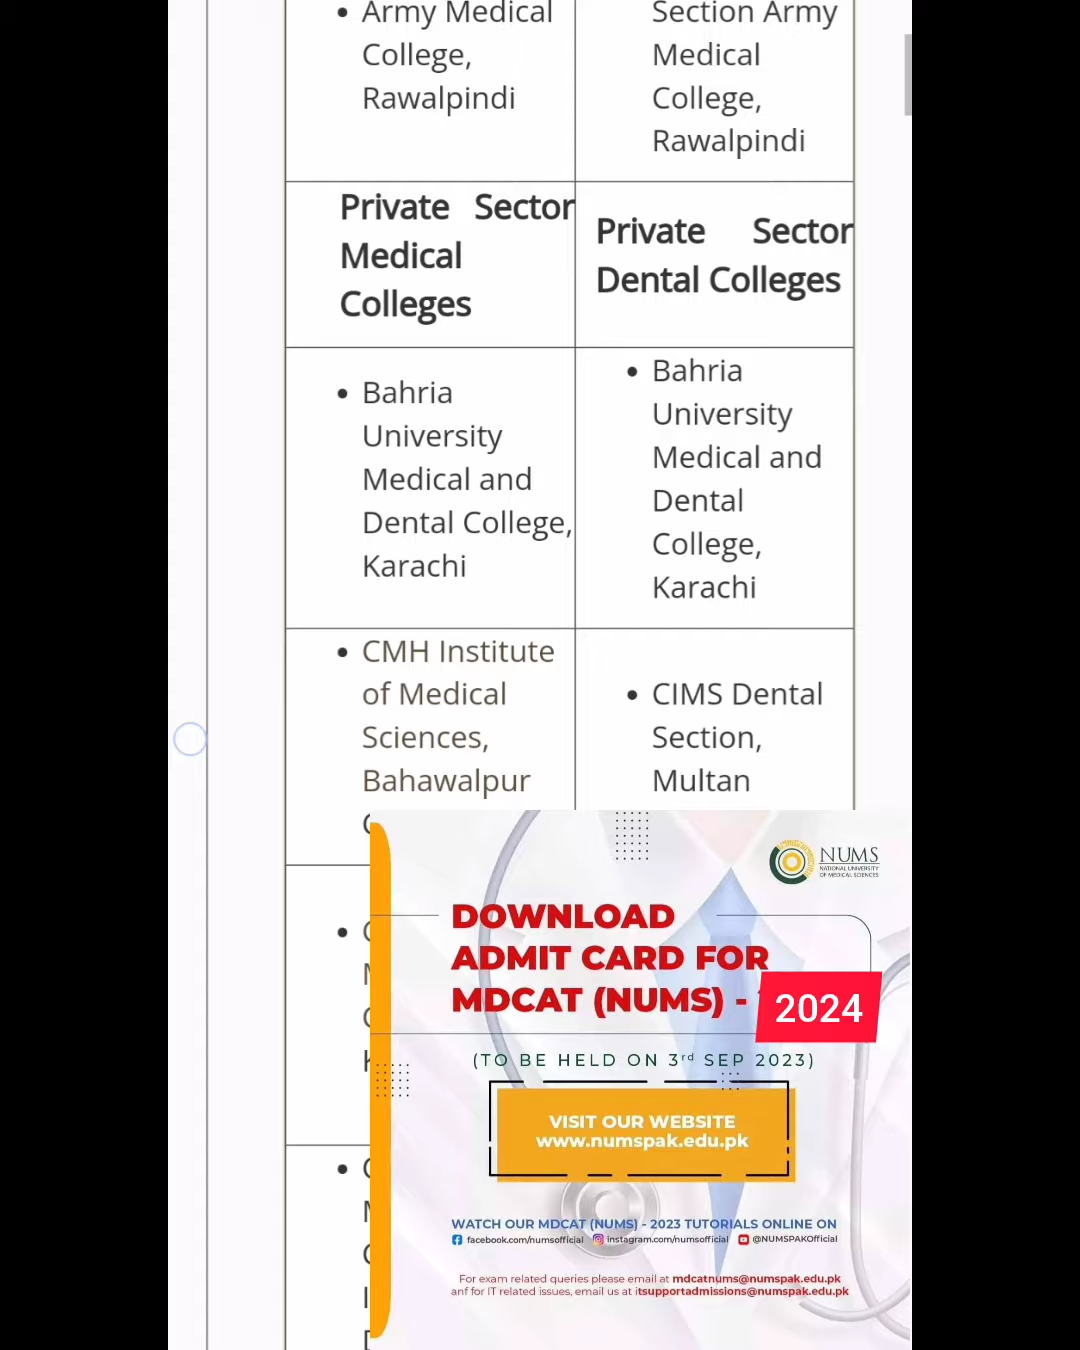 Army Medical
College,
Rawalpindi
Section Army
Medical
College,
Rawalpindi
Private Sector
Medical
Colleges
Private Sector
Dental Colleges
Bahria
University
Medical and
Dental College,
Karachi
Bahria
University
Medical and
Dental
College,
Karachi
CMH Institute
of Medical
Sciences,
Bahawalpur
CIMS Dental
Section,
Multan
NUMS
NATIONAL UNIVERSITY
OF MEDICAL SCIENCES
DOWNLOAD
ADMIT CARD FOR
MDCAT (NUMS) -
2024
(TO BE HELD ON 3rd SEP 2023)
VISIT OUR WEBSITE
www.numspak.edu.pk
WATCH OUR MDCAT (NUMS) - 2023 TUTORIALS ONLINE ON
facebook.com/numsofficial instagram.com/numsofficial @NUMSPAKOfficial
For exam related queries please email at mdcatnums@numspak.edu.pk
anf for IT related issues, email us at itsupportadmissions@numspak.edu.pk